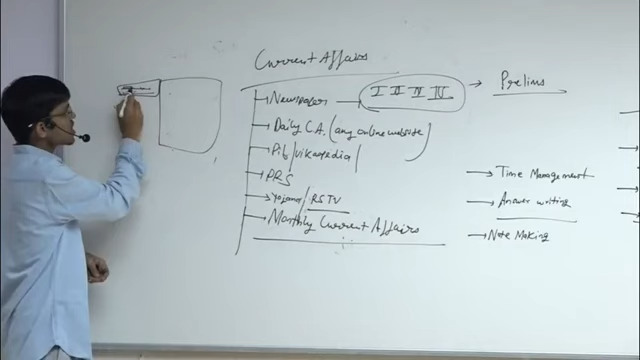 Current Affairs
Newspaper I II III IV → Prelims
Daily C.A. (any online website)
Pib/vikaspedia
PRS
Yojana/RSTV
Monthly Current Affairs
Time Management
Answer writing
Note Making